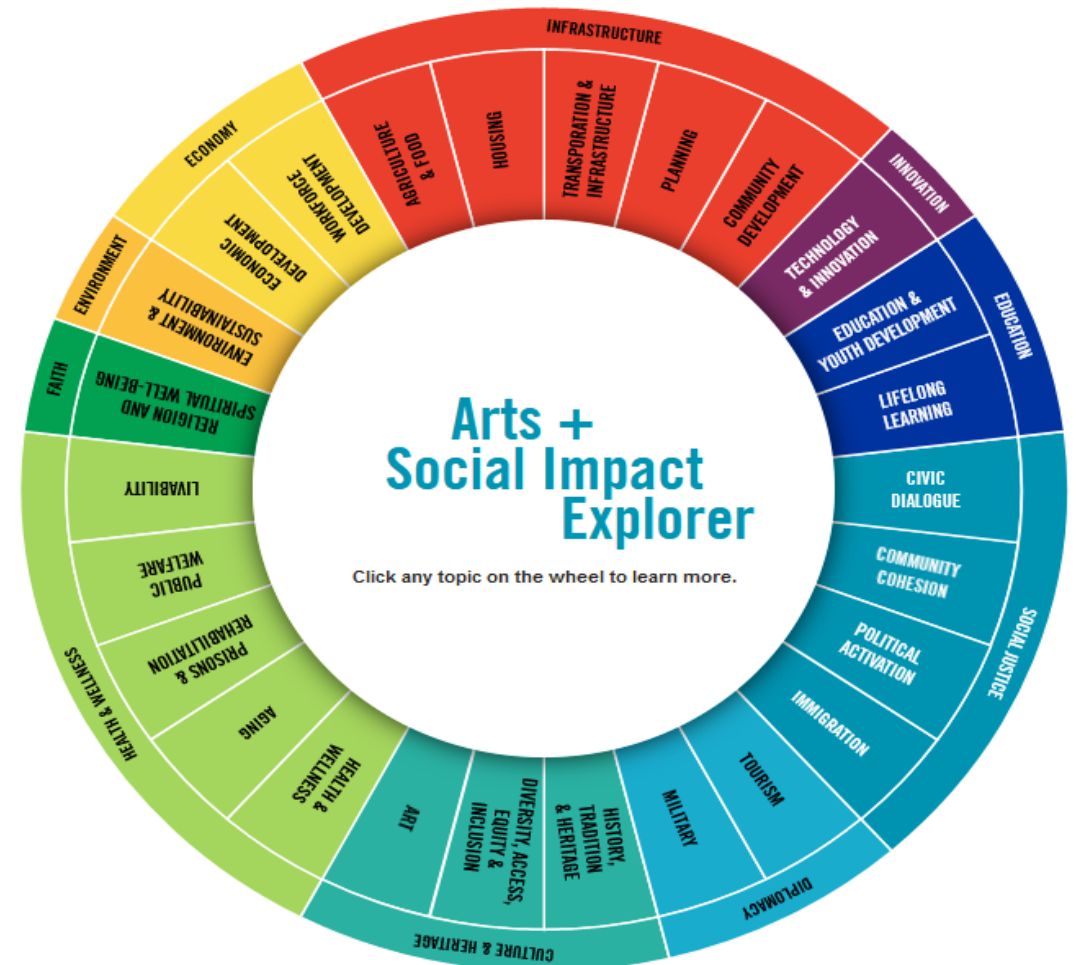 INFRASTRUCTURE
AGRICULTURE
& FOOD
HOUSING
TRANSPORATION &
INFRASTRUCTURE
PLANNING
COMMUNITY
DEVELOPMENT
INNOVATION
TECHNOLOGY
& INNOVATION
EDUCATION
EDUCATION &
YOUTH DEVELOPMENT
LIFELONG
LEARNING
SOCIAL JUSTICE
CIVIC
DIALOGUE
COMMUNITY
COHESION
POLITICAL
ACTIVATION
IMMIGRATION
DIPLOMACY
TOURISM
MILITARY
CULTURE & HERITAGE
HISTORY,
TRADITION
& HERITAGE
DIVERSITY, ACCESS,
EQUITY &
INCLUSION
ART
HEALTH & WELLNESS
HEALTH &
WELLNESS
AGING
PRISONS &
REHABILITATION
PUBLIC
WELFARE
LIVABILITY
FAITH
RELIGION AND
SPIRITUAL WELL-BEING
ENVIRONMENT
ENVIRONMENT &
SUSTAINABILITY
ECONOMY
ECONOMIC
DEVELOPMENT
WORKFORCE
DEVELOPMENT
Arts +
Social Impact
Explorer
Click any topic on the wheel to learn more.